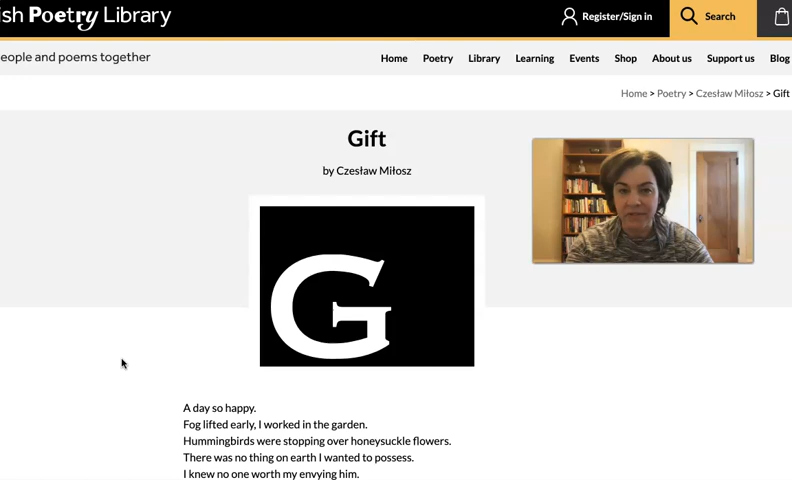 ish Poetry Library
Register/Sign in
Search
eople and poems together
Home Poetry Library Learning Events Shop About us Support us Blog
Home > Poetry > Czesław Miłosz > Gift
Gift
by Czesław Miłosz
G
A day so happy.
Fog lifted early, I worked in the garden.
Hummingbirds were stopping over honeysuckle flowers.
There was no thing on earth I wanted to possess.
I knew no one worth my envying him.